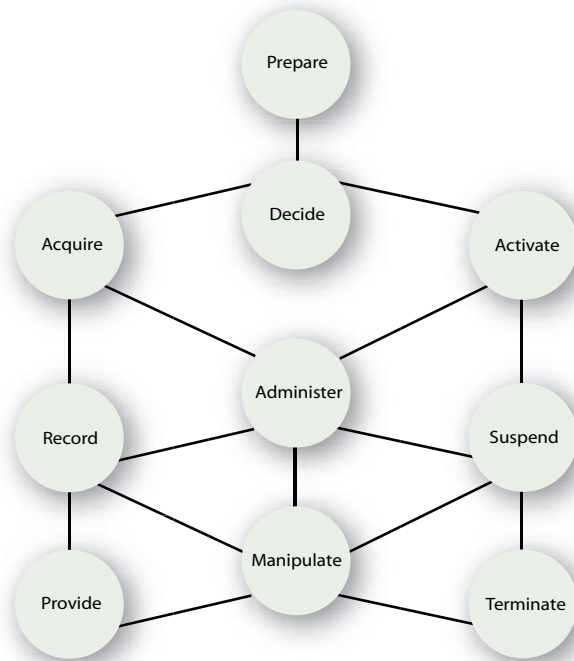 Prepare
Decide
Acquire
Activate
Administer
Record
Suspend
Manipulate
Provide
Terminate